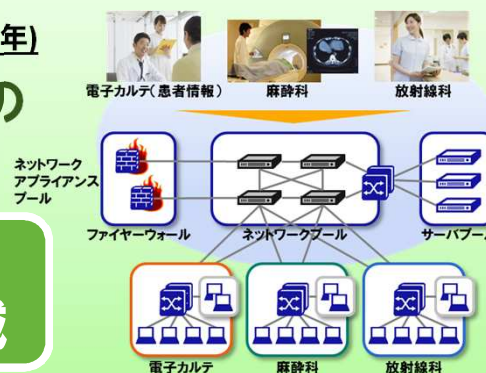 年)
の
電子カルテ(患者情報)
麻酔科
放射線科
ネットワーク
アプライアンス
プール
ファイヤーウォール
ネットワークプール
サーバプール
電子カルテ
麻酔科
放射線科